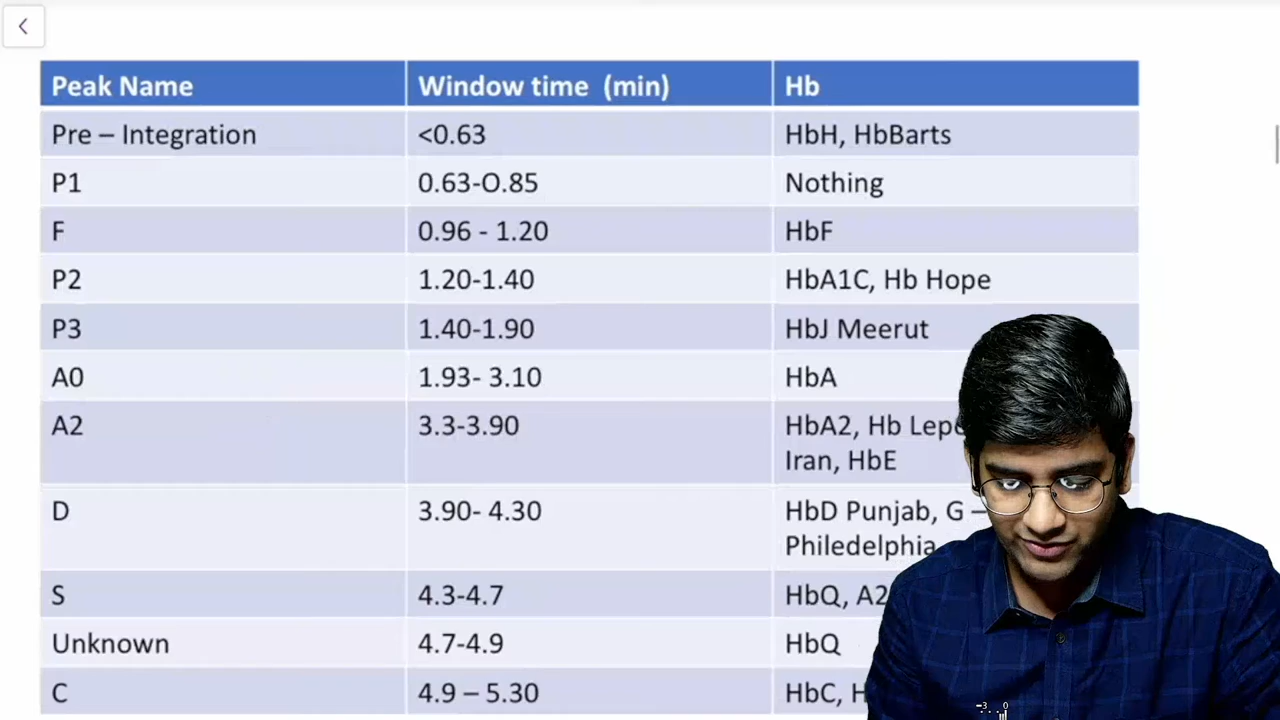 Peak Name Window time (min) Hb
Pre – Integration <0.63 HbH, HbBarts
P1 0.63-O.85 Nothing
F 0.96 - 1.20 HbF
P2 1.20-1.40 HbA1C, Hb Hope
P3 1.40-1.90 HbJ Meerut
A0 1.93- 3.10 HbA
A2 3.3-3.90 HbA2, Hb
Iran, HbE
D 3.90- 4.30 HbD Punjab, G –
Philedelphia
S 4.3-4.7 HbQ, A2
Unknown 4.7-4.9 HbQ
C 4.9 – 5.30 HbC,